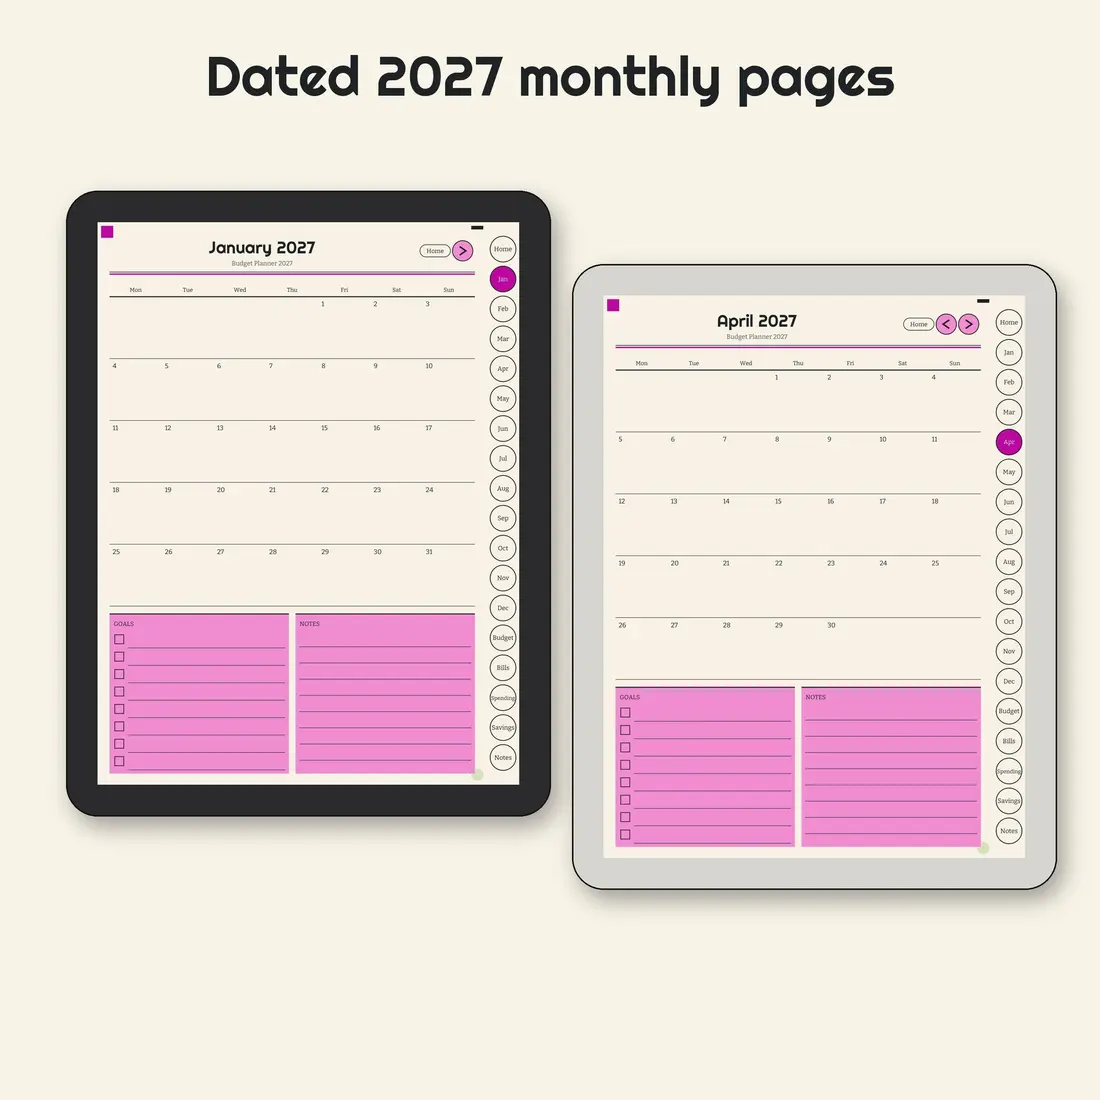 Dated 2027 monthly pages
January 2027
Budget Planner 2027
Home
Mon Tue Wed Thu Fri Sat Sun
1 2 3
4 5 6 7 8 9 10
11 12 13 14 15 16 17
18 19 20 21 22 23 24
25 26 27 28 29 30 31
GOALS
NOTES
Home
Jan
Feb
Mar
Apr
May
Jun
Jul
Aug
Sep
Oct
Nov
Dec
Budget
Bills
Spending
Savings
Notes
April 2027
Budget Planner 2027
Home
Mon Tue Wed Thu Fri Sat Sun
1 2 3 4
5 6 7 8 9 10 11
12 13 14 15 16 17 18
19 20 21 22 23 24 25
26 27 28 29 30
GOALS
NOTES
Home
Jan
Feb
Mar
Apr
May
Jun
Jul
Aug
Sep
Oct
Nov
Dec
Budget
Bills
Spending
Savings
Notes